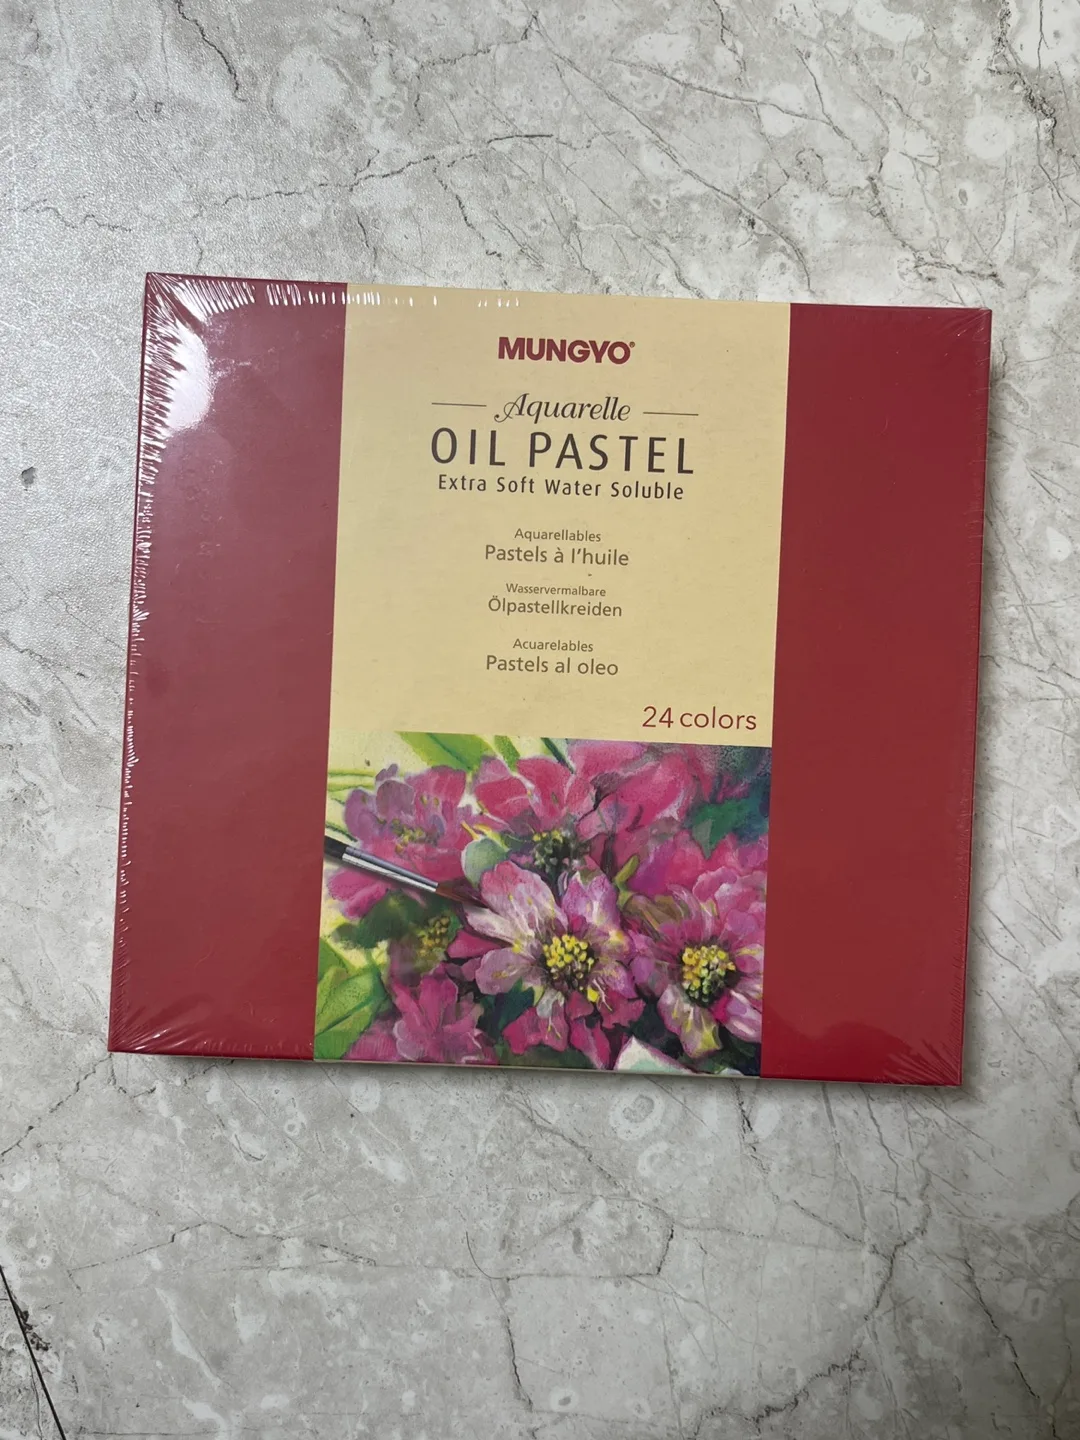 MUNGYO®
Aquarelle
OIL PASTEL
Extra Soft Water Soluble
Aquarellables
Pastels à l'huile
Wasservermalbare
Ölpastellkreiden
Acuarelables
Pastels al oleo
24 colors